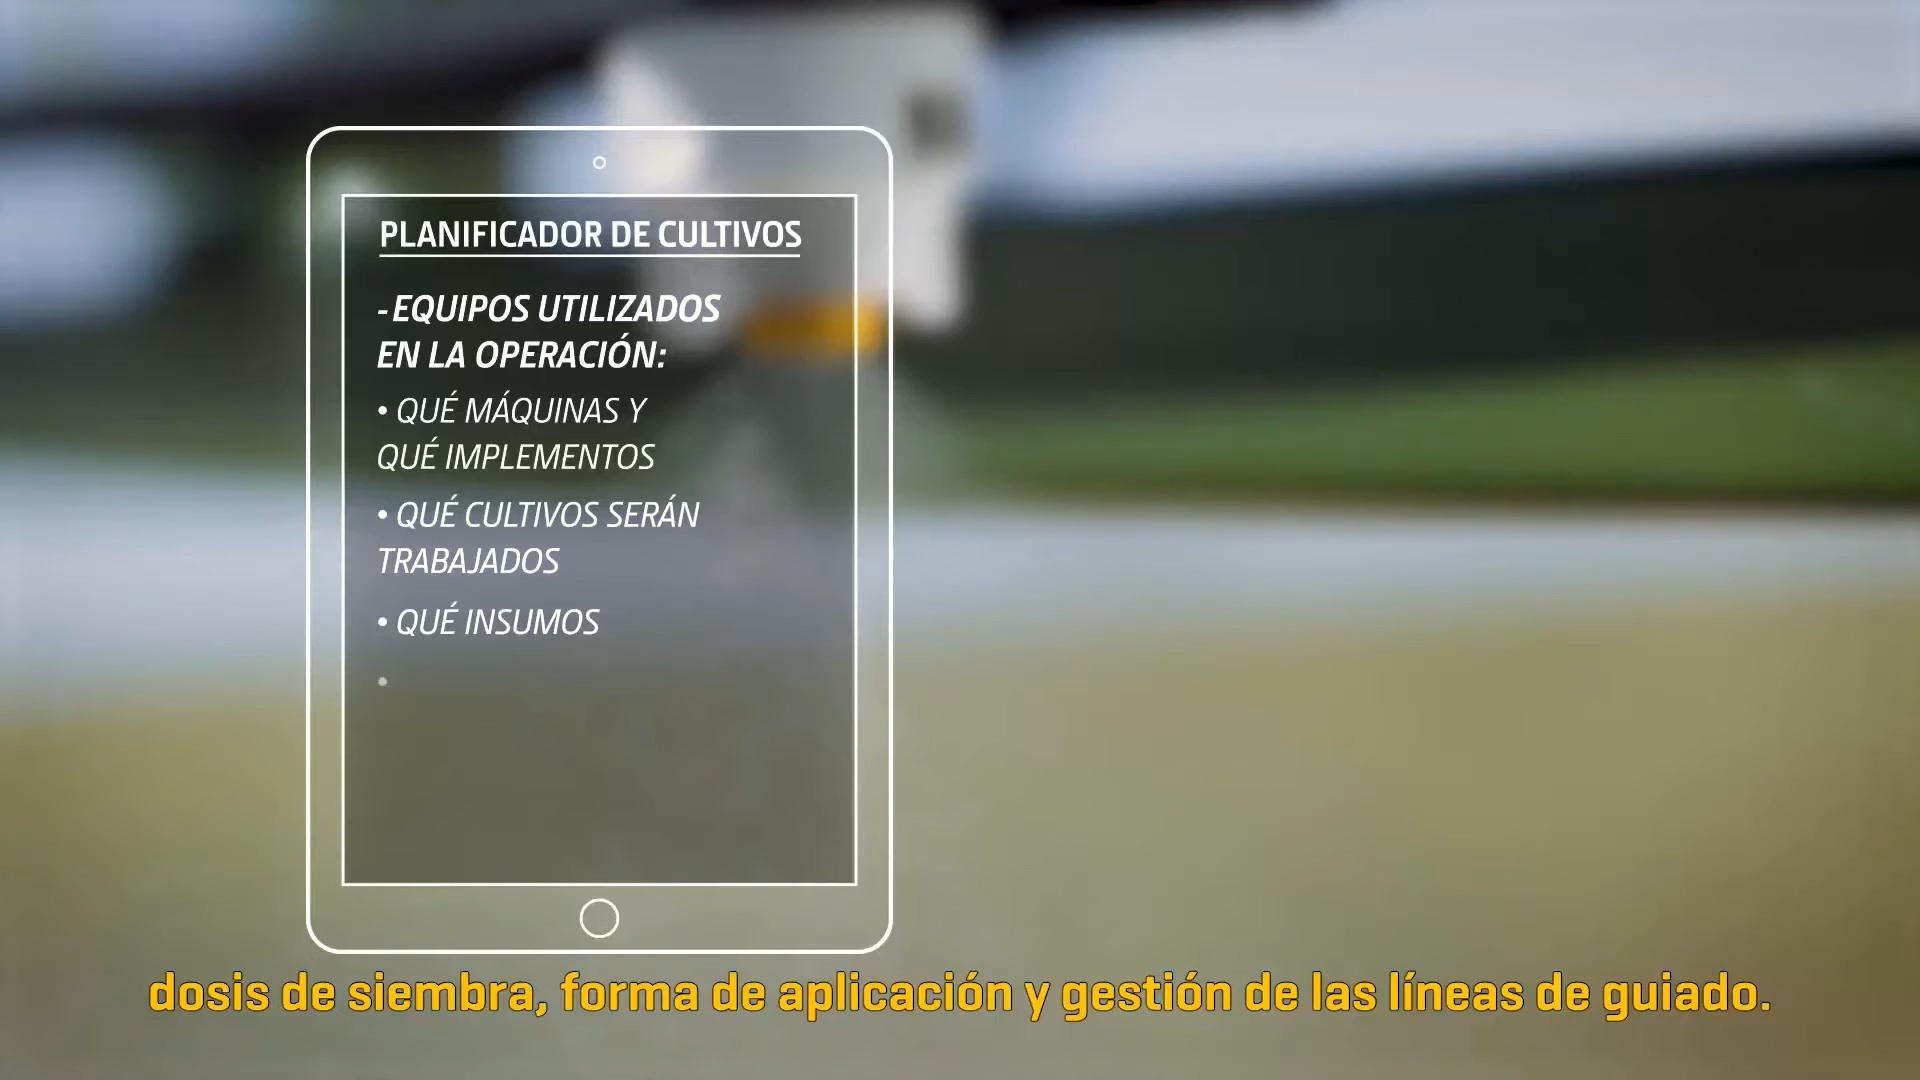 PLANIFICADOR DE CULTIVOS
- EQUIPOS UTILIZADOS
EN LA OPERACIÓN:
• QUÉ MÁQUINAS Y
QUÉ IMPLEMENTOS
• QUÉ CULTIVOS SERÁN
TRABAJADOS
• QUÉ INSUMOS
•
dosis de siembra, forma de aplicación y gestión de las líneas de guiado.